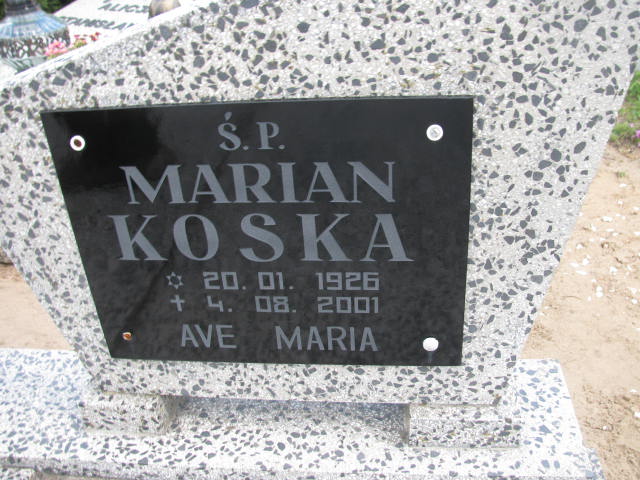 Ś.P.
MARIAN
KOSKA
✡ 20. 01. 1926
✝ 4. 08. 2001
AVE MARIA